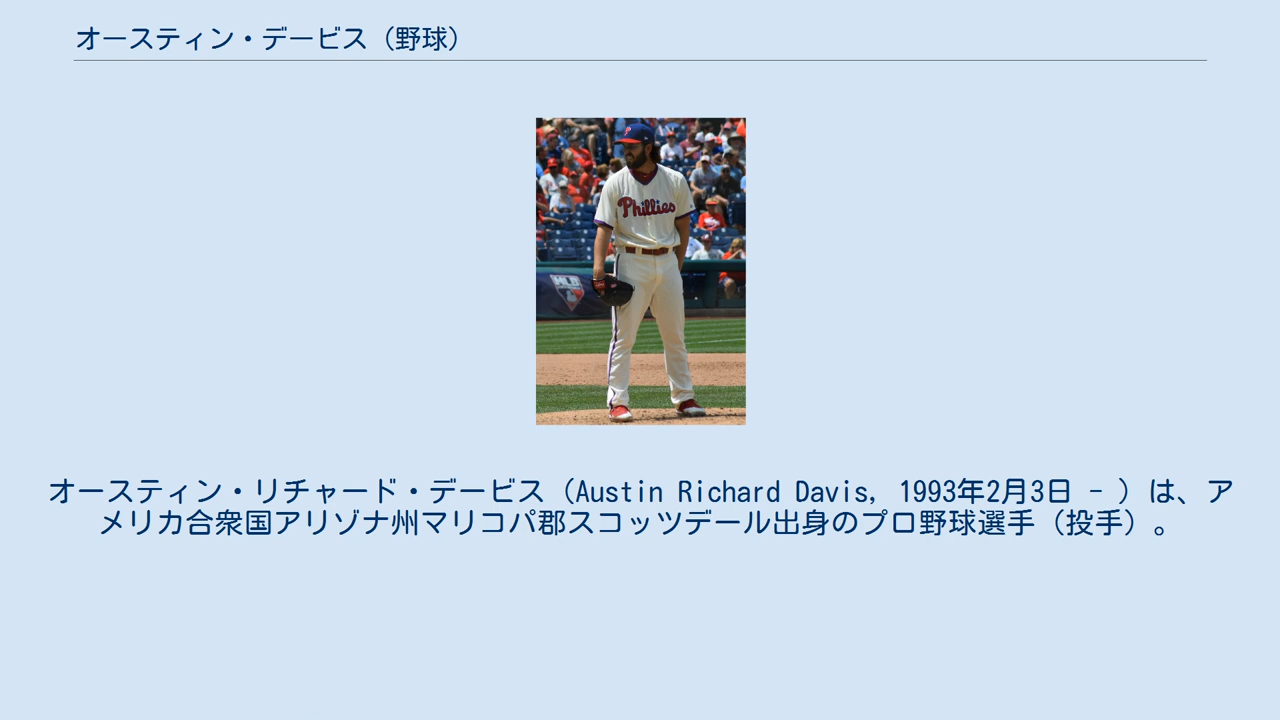 オースティン・デービス（野球）
Phillies
オースティン・リチャード・デービス（Austin Richard Davis, 1993年2月3日 - ）は、ア
メリカ合衆国アリゾナ州マリコパ郡スコッツデール出身のプロ野球選手（投手）。